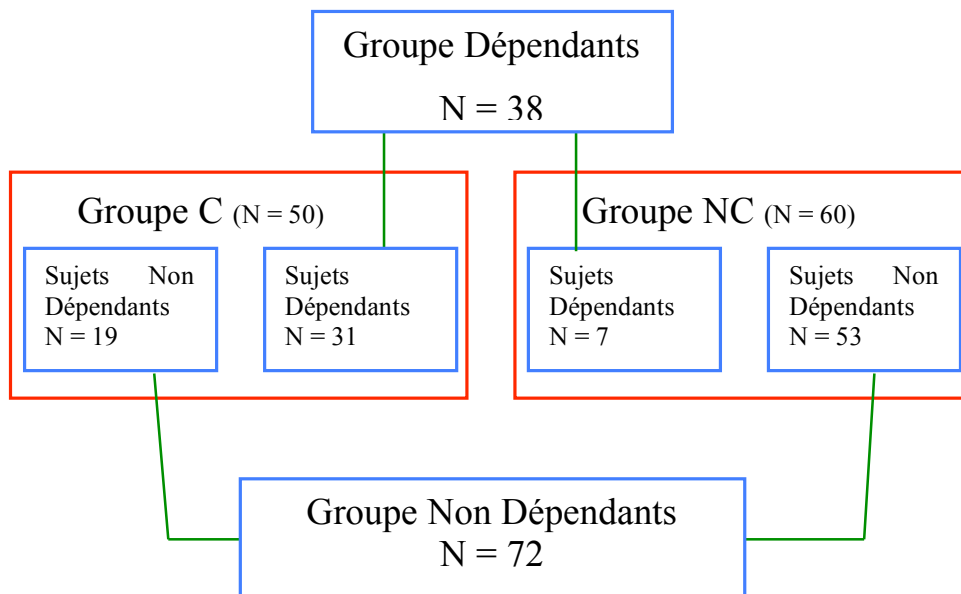 Groupe Dépendants
N = 38
Groupe C (N = 50)
Sujets Non
Dépendants
N = 19
Sujets
Dépendants
N = 31
Groupe NC (N = 60)
Sujets
Dépendants
N = 7
Sujets Non
Dépendants
N = 53
Groupe Non Dépendants
N = 72